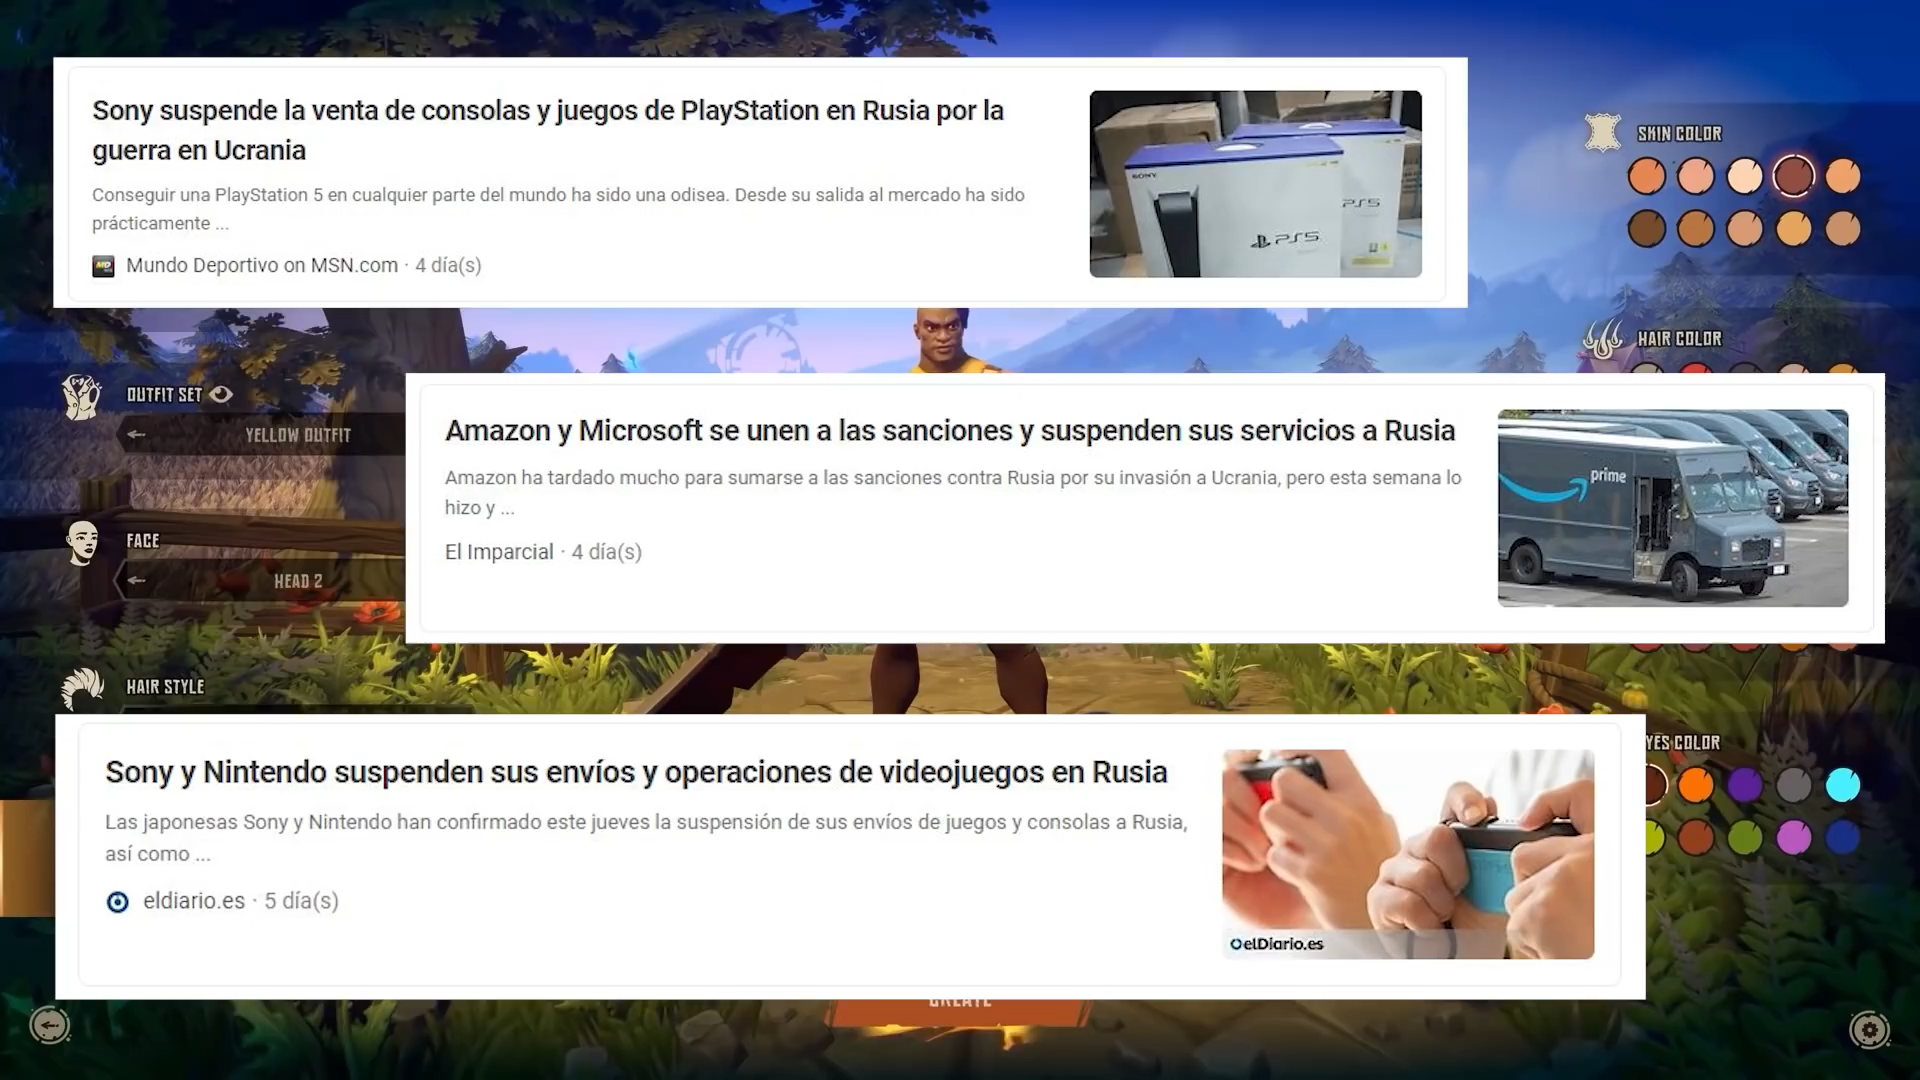 Sony suspende la venta de consolas y juegos de PlayStation en Rusia por la
guerra en Ucrania
Conseguir una PlayStation 5 en cualquier parte del mundo ha sido una odisea. Desde su salida al mercado ha sido
prácticamente ...
Mundo Deportivo on MSN.com · 4 día(s)
SONY
PS5
PS5
SKIN COLOR
HAIR COLOR
OUTFIT SET
YELLOW OUTFIT
FACE
HEAD 2
HAIR STYLE
Amazon y Microsoft se unen a las sanciones y suspenden sus servicios a Rusia
Amazon ha tardado mucho para sumarse a las sanciones contra Rusia por su invasión a Ucrania, pero esta semana lo
hizo y ...
El Imparcial · 4 día(s)
prime
Sony y Nintendo suspenden sus envíos y operaciones de videojuegos en Rusia
Las japonesas Sony y Nintendo han confirmado este jueves la suspensión de sus envíos de juegos y consolas a Rusia,
así como ...
eldiario.es · 5 día(s)
elDiario.es
YES COLOR
CREATE